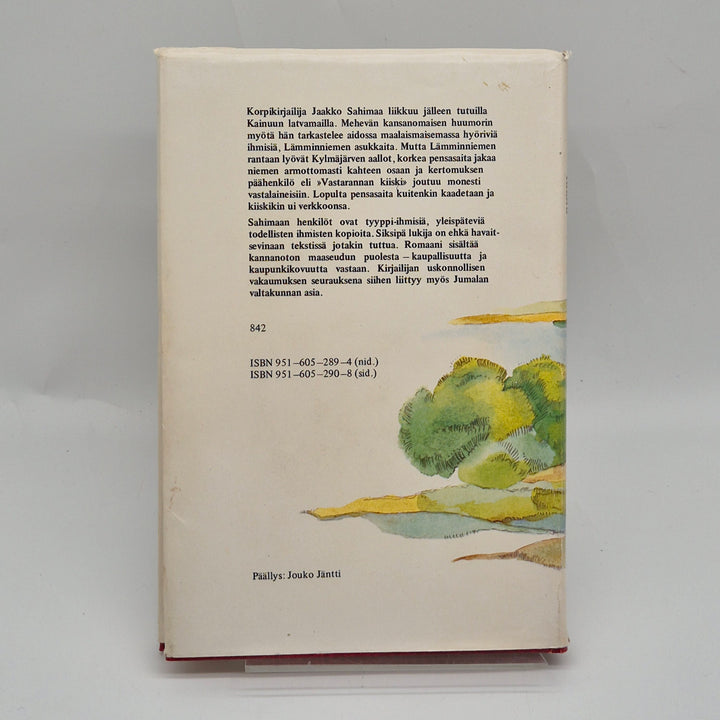 Korpikirjailija Jaakko Sahimaa liikkuu jälleen tutuilla
Kainuun latvamailla. Mehevän kansanomaisen huumorin
myötä hän tarkastelee aidossa maalaismaisemassa hyöriviä
ihmisiä, Lämminniemen asukkaita. Mutta Lämminniemen
rantaan lyövät Kylmäjärven aallot, korkea pensasaita jakaa
niemen armottomasti kahteen osaan ja kertomuksen
päähenkilö eli »Vastarannan kiiski» joutuu monesti
vastalaineisiin. Lopulta pensasaita kuitenkin kaadetaan ja
kiiskikin ui verkkoonsa.
Sahimaan henkilöt ovat tyyppi-ihmisiä, yleispäteviä
todellisten ihmisten kopioita. Siksipä lukija on ehkä havait-
sevinaan tekstissä jotakin tuttua. Romaani sisältää
kannanoton maaseudun puolesta – kaupallisuutta ja
kaupunkikovuutta vastaan. Kirjailijan uskonnollisen
vakaumuksen seurauksena siihen liittyy myös Jumalan
valtakunnan asia.
842
ISBN 951–605–289–4 (nid.)
ISBN 951–605–290–8 (sid.)
Päällys: Jouko Jäntti